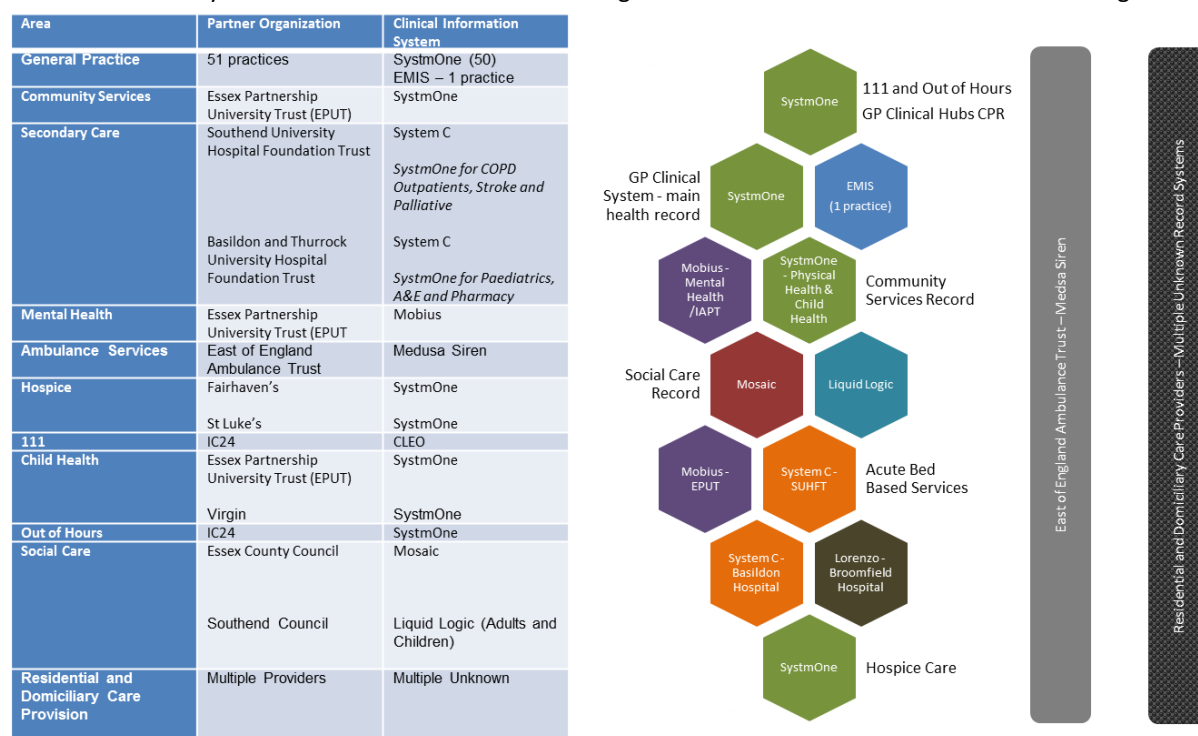 Area
Partner Organization
Clinical Information
System
General Practice
51 practices
SystmOne (50)
EMIS – 1 practice
Community Services
Essex Partnership
University Trust (EPUT)
SystmOne
Secondary Care
Southend University
Hospital Foundation Trust
System C
SystmOne for COPD
Outpatients, Stroke and
Palliative
Basildon and Thurrock
University Hospital
Foundation Trust
System C
SystmOne for Paediatrics,
A&E and Pharmacy
Mental Health
Essex Partnership
University Trust (EPUT
Mobius
Ambulance Services
East of England
Ambulance Trust
Medusa Siren
Hospice
Fairhaven's
SystmOne
St Luke's
SystmOne
111
IC24
CLEO
Child Health
Essex Partnership
University Trust (EPUT)
SystmOne
Virgin
SystmOne
Out of Hours
IC24
SystmOne
Social Care
Essex County Council
Mosaic
Southend Council
Liquid Logic (Adults and
Children)
Residential and
Domiciliary Care
Provision
Multiple Providers
Multiple Unknown
SystmOne
111 and Out of Hours
GP Clinical Hubs CPR
GP Clinical
System - main
health record
SystmOne
EMIS
(1 practice)
Mobius -
Mental
Health
/IAPT
SystmOne
- Physical
Health &
Child
Health
Community
Services Record
Social Care
Record
Mosaic
Liquid Logic
Mobius -
EPUT
System C -
SUHFT
Acute Bed
Based Services
System C -
Basildon
Hospital
Lorenzo -
Broomfield
Hospital
SystmOne
Hospice Care
East of England Ambulance Trust – Medsa Siren
Residential and Domiciliary Care Providers – Multiple Unknown Record Systems